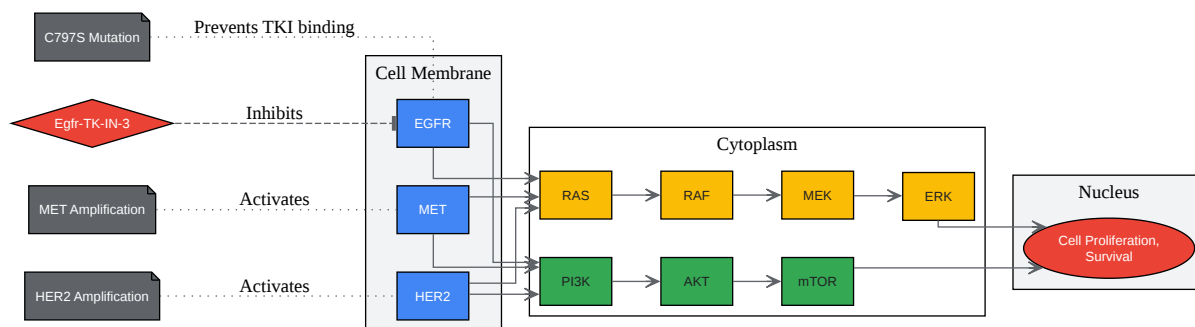 C797S Mutation
Prevents TKI binding
Cell Membrane
Egfr-TK-IN-3
Inhibits
EGFR
Cytoplasm
MET Amplification
Activates
MET
RAS
RAF
MEK
ERK
Nucleus
Cell Proliferation,
Survival
HER2 Amplification
Activates
HER2
PI3K
AKT
mTOR